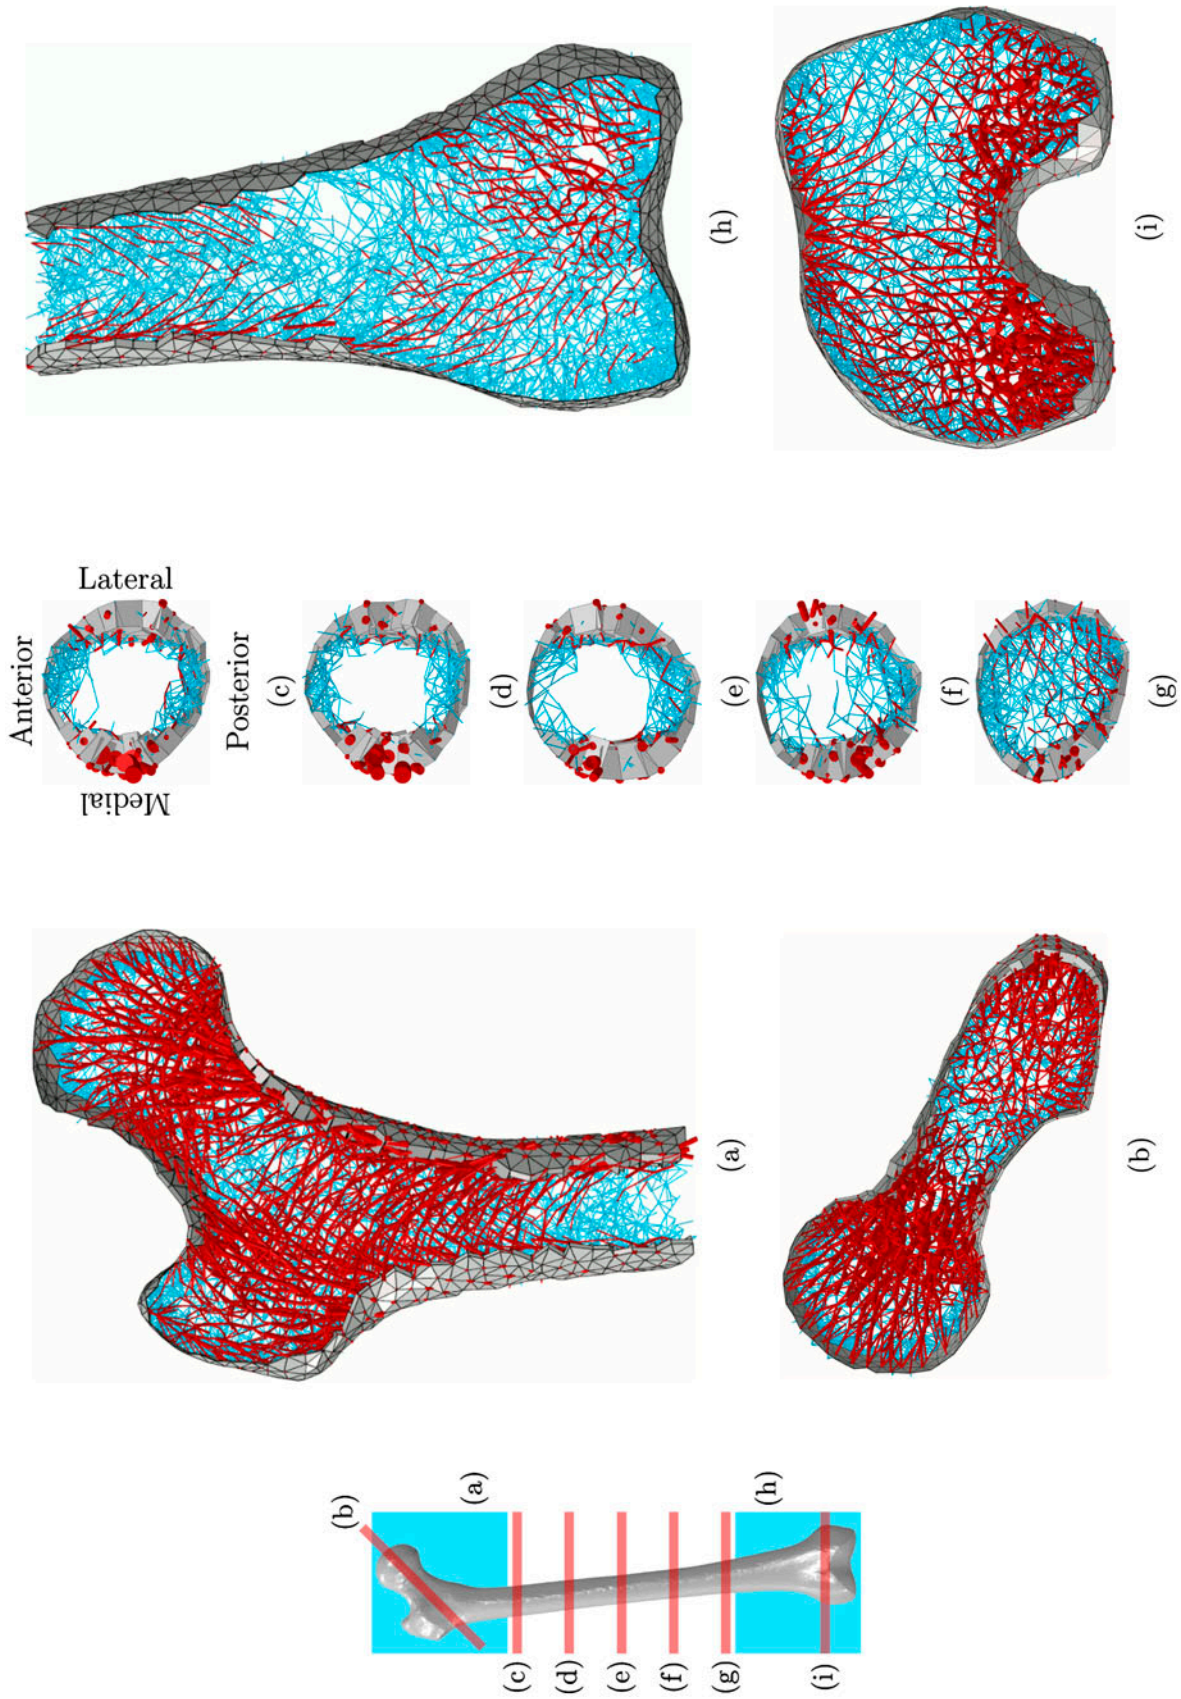 Anterior
Medial
Lateral
Posterior
(c)
(d)
(e)
(f)
(g)
(h)
(i)
(a)
(b)
(b)
(a)
(c)
(d)
(e)
(f)
(g)
(h)
(i)